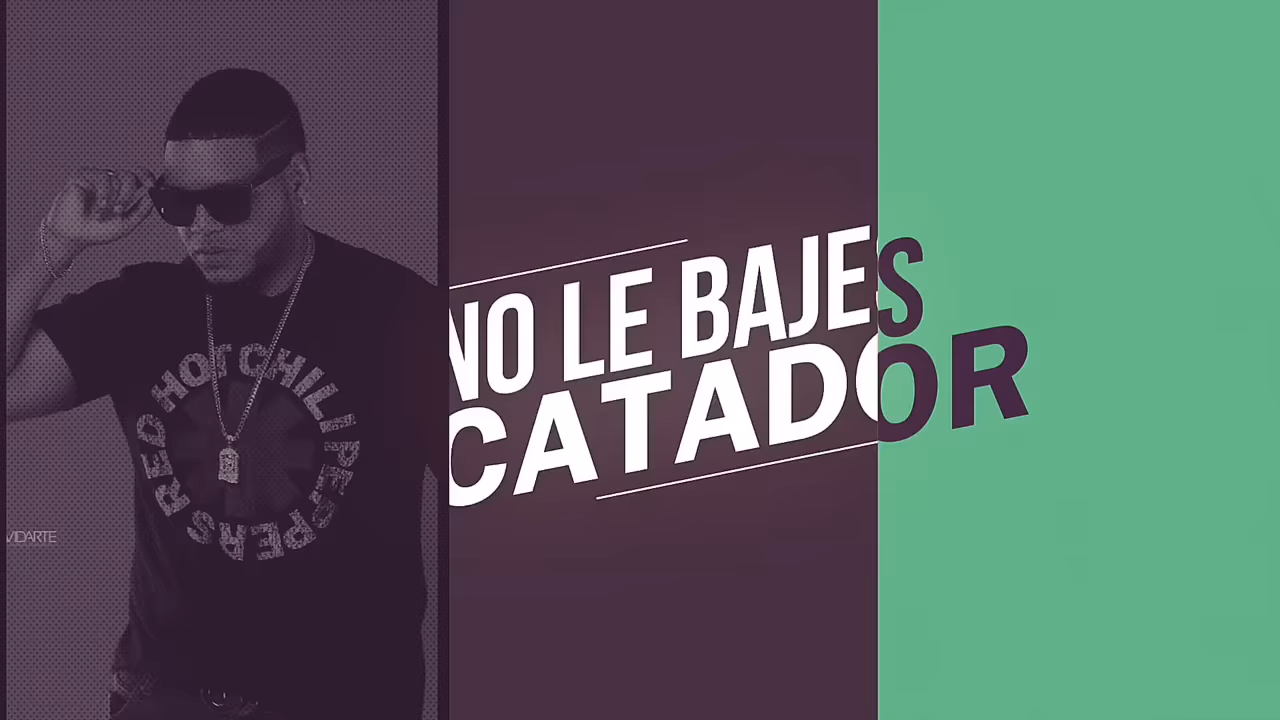 NO LE BAJES
CATADOR
RED HOT CHILI PEPPERS
VIDARTE